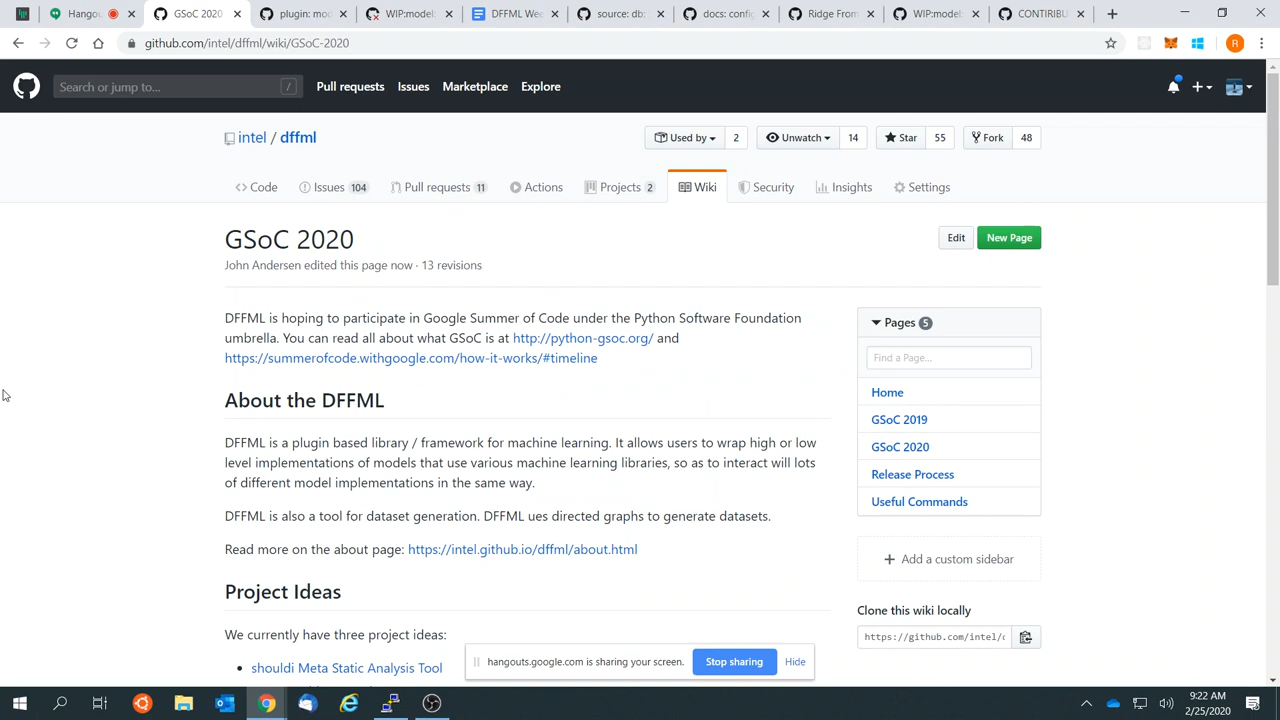 Hangou
GSoC 2020
plugin: mod
WIP:models
DFFML Wee
source: db:
docs: config
Ridge From
WIP:models
CONTIRIBU
github.com/intel/dffml/wiki/GSoC-2020
R
Search or jump to...
/
Pull requests
Issues
Marketplace
Explore
intel / dffml
Used by
2
Unwatch
14
Star
55
Fork
48
Code
Issues 104
Pull requests 11
Actions
Projects 2
Wiki
Security
Insights
Settings
GSoC 2020
Edit
New Page
John Andersen edited this page now · 13 revisions
DFFML is hoping to participate in Google Summer of Code under the Python Software Foundation
umbrella. You can read all about what GSoC is at http://python-gsoc.org/ and
https://summerofcode.withgoogle.com/how-it-works/#timeline
About the DFFML
DFFML is a plugin based library / framework for machine learning. It allows users to wrap high or low
level implementations of models that use various machine learning libraries, so as to interact will lots
of different model implementations in the same way.
DFFML is also a tool for dataset generation. DFFML ues directed graphs to generate datasets.
Read more on the about page: https://intel.github.io/dffml/about.html
Project Ideas
We currently have three project ideas:
shouldi Meta Static Analysis Tool
Pages 5
Find a Page...
Home
GSoC 2019
GSoC 2020
Release Process
Useful Commands
Add a custom sidebar
Clone this wiki locally
https://github.com/intel/
hangouts.google.com is sharing your screen.
Stop sharing
Hide
9:22 AM
2/25/2020